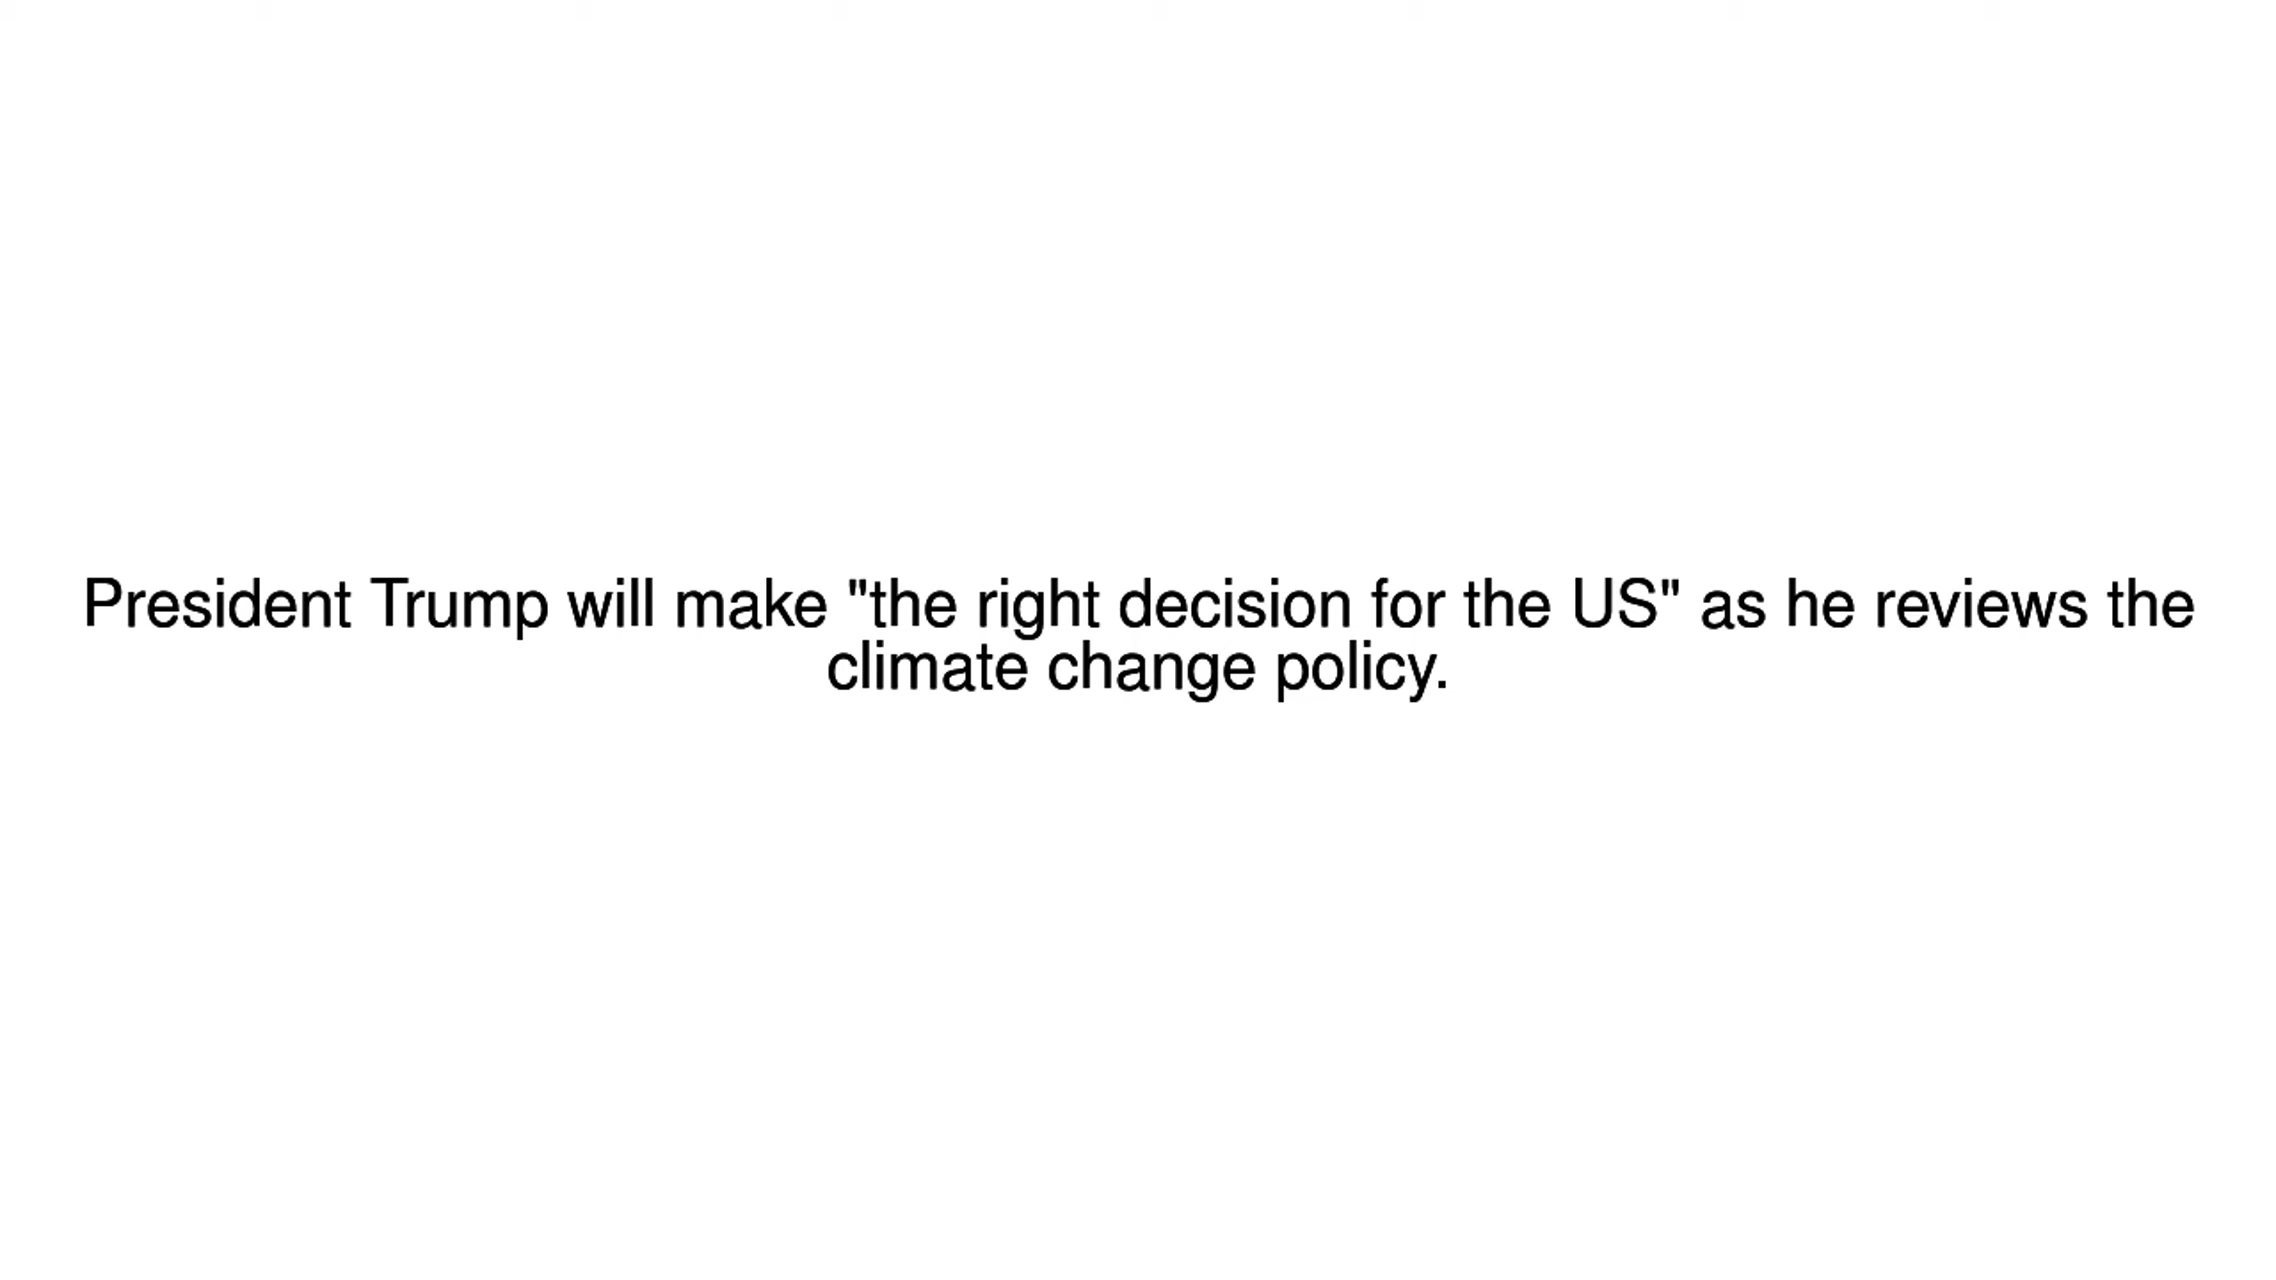 President Trump will make "the right decision for the US" as he reviews the
climate change policy.